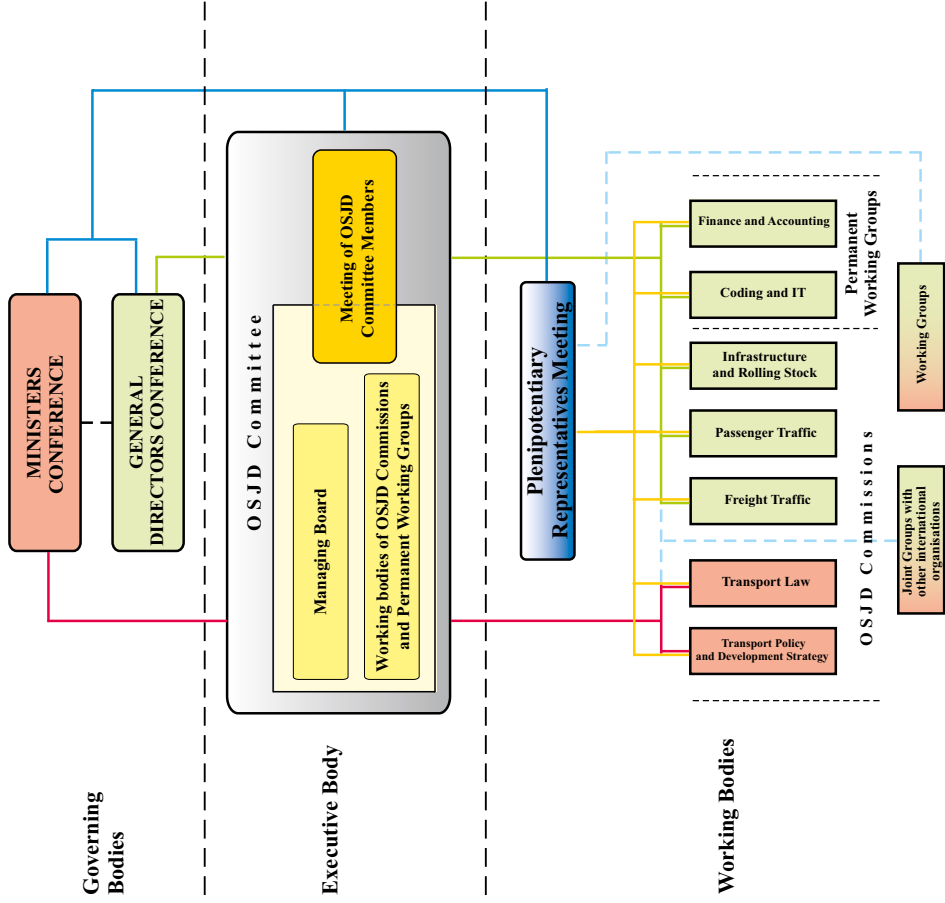 Governing
Bodies
MINISTERS
CONFERENCE
GENERAL
DIRECTORS CONFERENCE
Executive Body
OSJD Committee
Managing Board
Working bodies of OSJD Commissions
and Permanent Working Groups
Meeting of OSJD
Committee Members
Working Bodies
Plenipotentiary
Representatives Meeting
Transport Policy
and Development Strategy
Transport Law
Freight Traffic
Passenger Traffic
Infrastructure
and Rolling Stock
Coding and IT
Finance and Accounting
OSJD Commissions
Permanent
Working Groups
Joint Groups with
other international
organisations
Working Groups